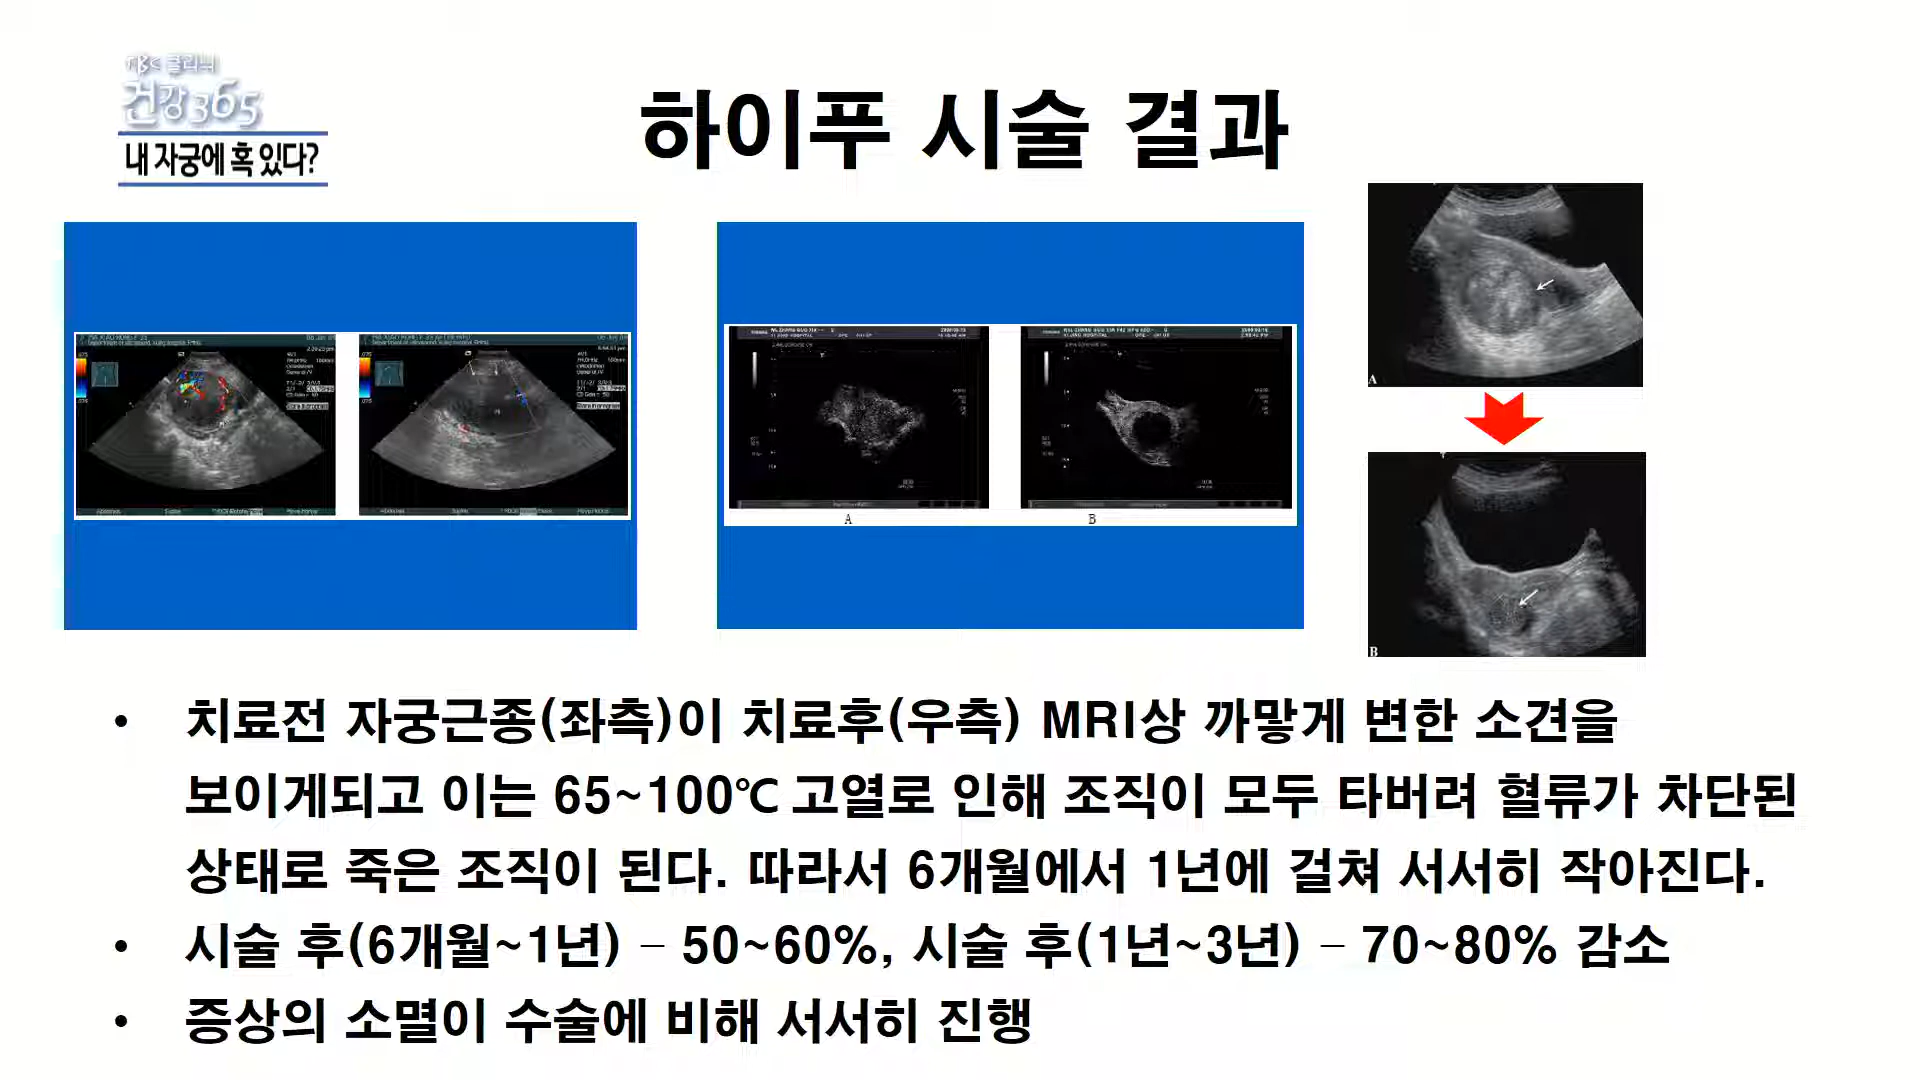 클리닉
건강365
내 자궁에 혹 있다?
하이푸 시술 결과
A
B
A
B
• 치료전 자궁근종(좌측)이 치료후(우측) MRI상 까맣게 변한 소견을
보이게되고 이는 65~100℃ 고열로 인해 조직이 모두 타버려 혈류가 차단된
상태로 죽은 조직이 된다. 따라서 6개월에서 1년에 걸쳐 서서히 작아진다.
• 시술 후(6개월~1년) – 50~60%, 시술 후(1년~3년) – 70~80% 감소
• 증상의 소멸이 수술에 비해 서서히 진행